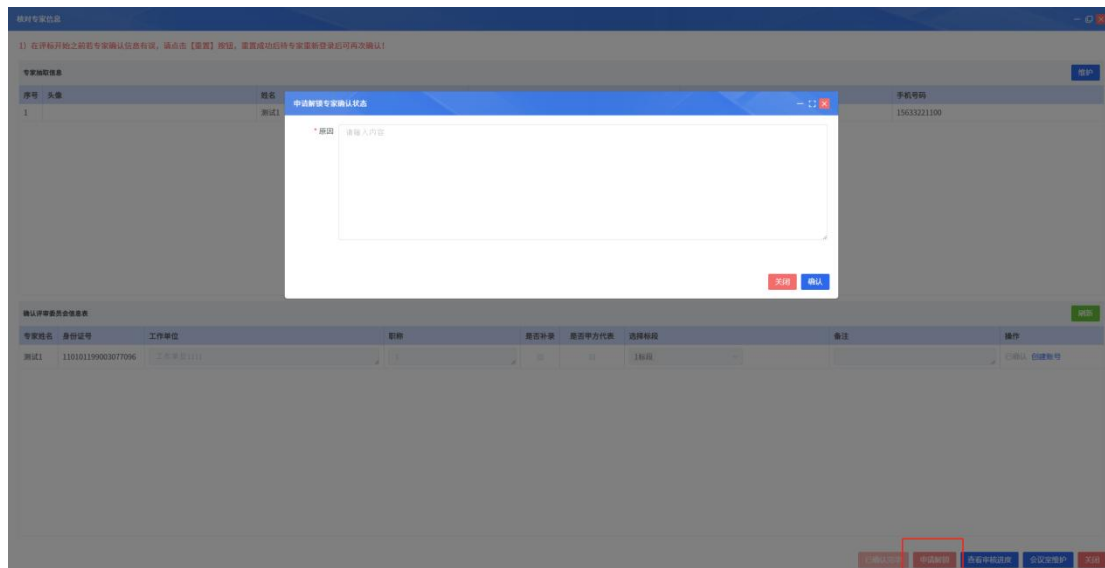 核对专家信息
1）在评标开始之前若专家确认信息有误，请点击【重置】按钮，重置成功后待专家重新登录后可再次确认！
专家抽取信息 维护
序号 头像 姓名 手机号码
1 测试1 15633221100
申请解锁专家确认状态
* 原因 请输入内容
关闭 确认
确认评审委员会信息表 刷新
专家姓名 身份证号 工作单位 职称 是否补录 是否甲方代表 选择标段 备注 操作
测试1 110101199003077096 1 1标段 已确认 创建账号
申请解锁 查看审核进度 会议室维护 关闭